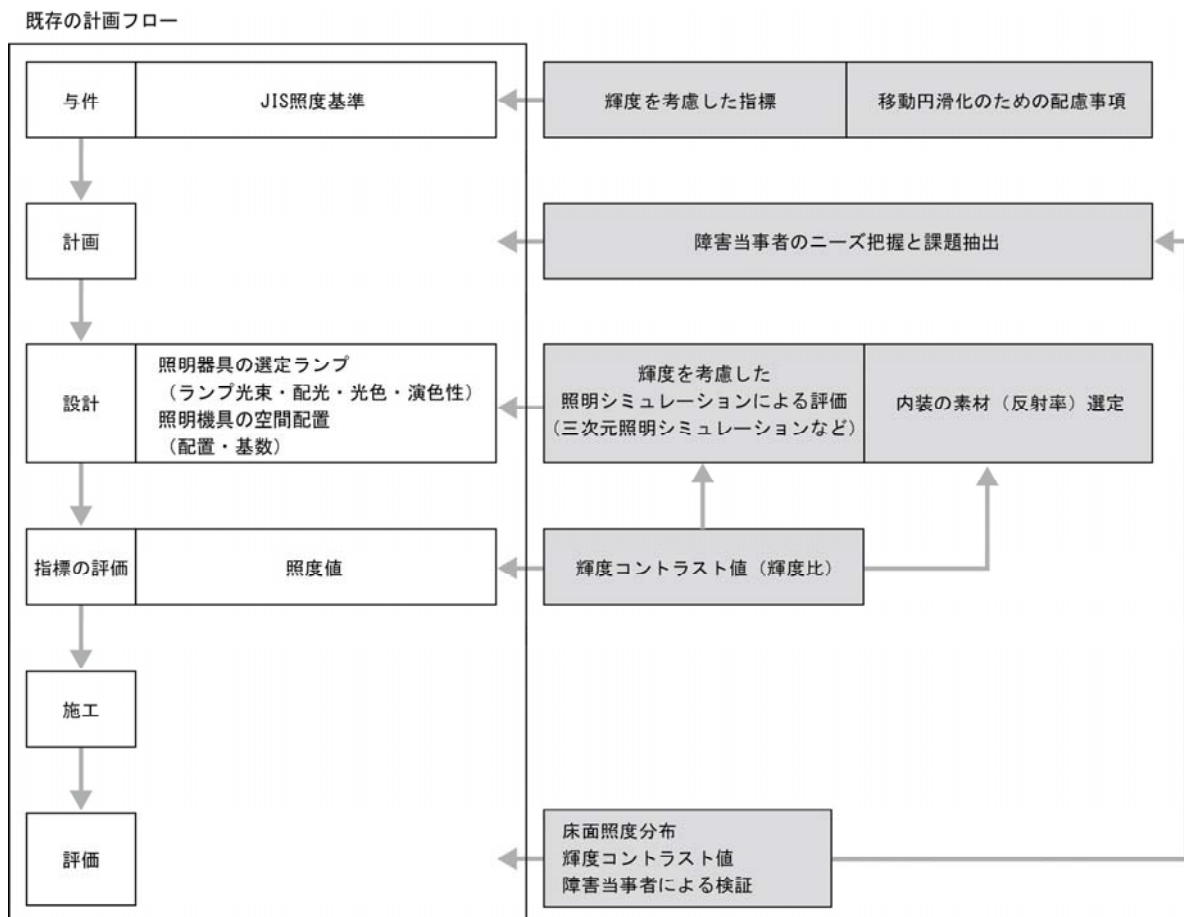 既存の計画フロー
与件
JIS照度基準
輝度を考慮した指標
移動円滑化のための配慮事項
計画
障害当事者のニーズ把握と課題抽出
設計
照明器具の選定ランプ
（ランプ光束・配光・光色・演色性）
照明機具の空間配置
（配置・基数）
輝度を考慮した
照明シミュレーションによる評価
（三次元照明シミュレーションなど）
内装の素材（反射率）選定
指標の評価
照度値
輝度コントラスト値（輝度比）
施工
評価
床面照度分布
輝度コントラスト値
障害当事者による検証